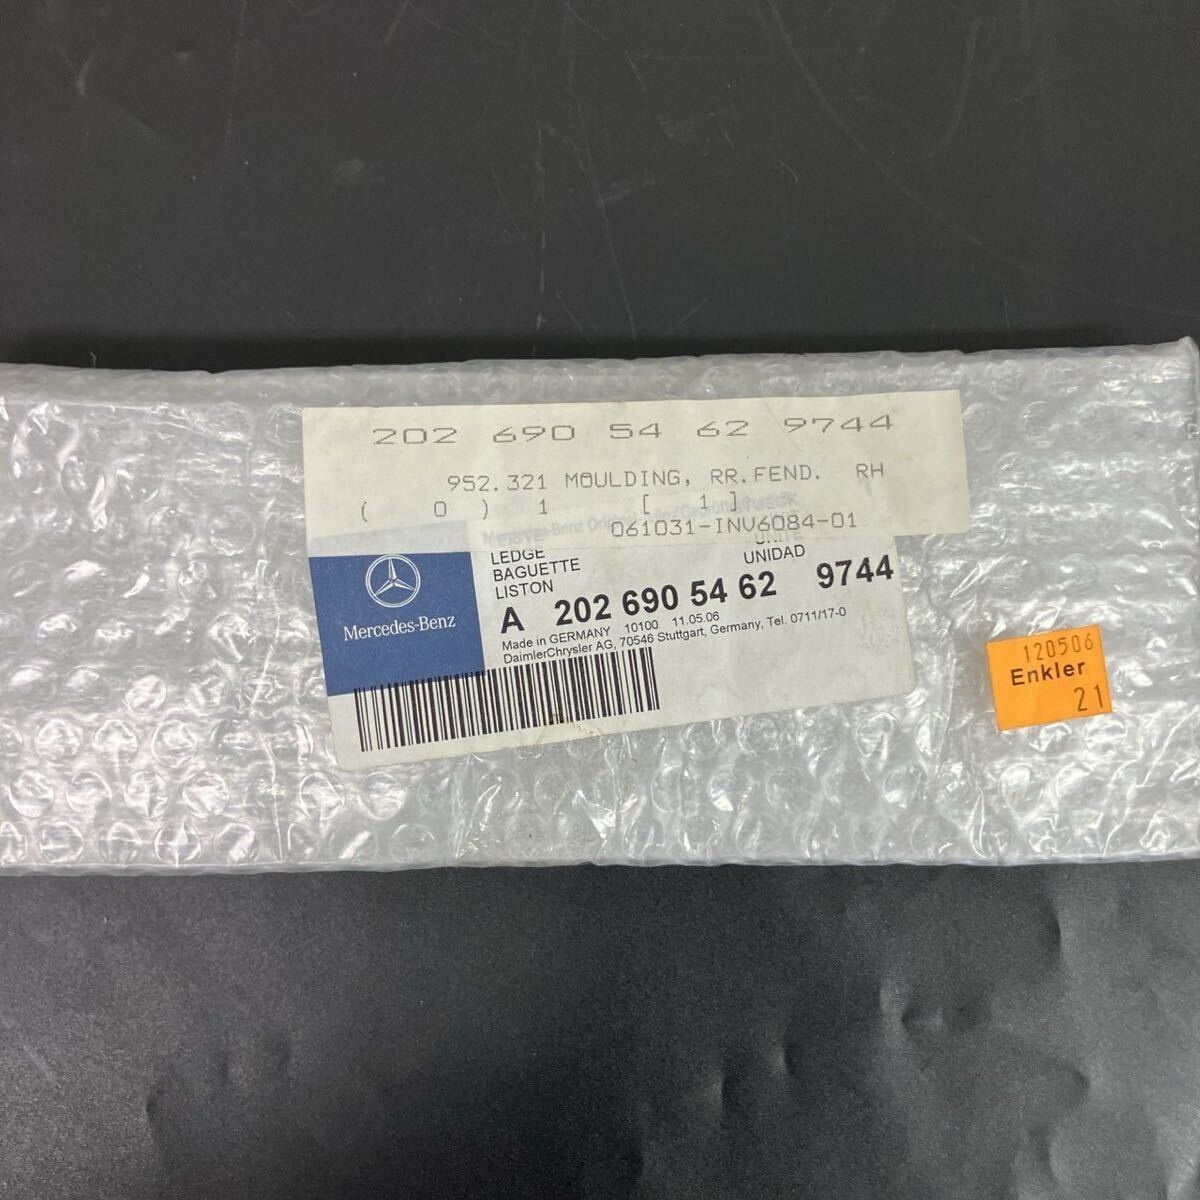 202 690 54 62 9744
952.321 MOULDING, RR.FEND. RH
( 0 ) 1 [ 1 ]
061031-INV6084-01
LEDGE
BAGUETTE
LISTON
UNITE
UNIDAD
A 202 690 54 62 9744
Made in GERMANY 10100 11.05.06
DaimlerChrysler AG, 70546 Stuttgart, Germany, Tel. 0711/17-0
Mercedes-Benz
120506
Enkler
21